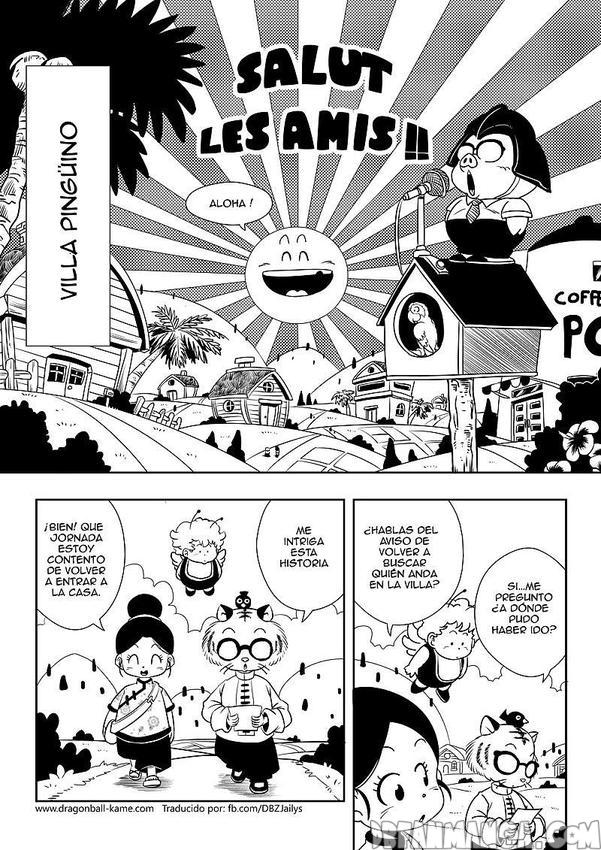 SALUT
LES AMIS !!
VILLA PINGÜINO
ALOHA !
COFFE
PO
¡BIEN! QUE
JORNADA
ESTOY
CONTENTO
DE VOLVER
A ENTRAR
A LA CASA.
ME
INTRIGA
ESTA
HISTORIA
¿HABLAS DEL
AVISO DE
VOLVER A
BUSCAR
QUIÉN ANDA
EN LA VILLA?
SI...ME
PREGUNTO
¿A DÓNDE
PUDO
HABER IDO?
www.dragonball-kame.com Traducido por: fb.com/DBZJailys
DREAMMANGA.COM